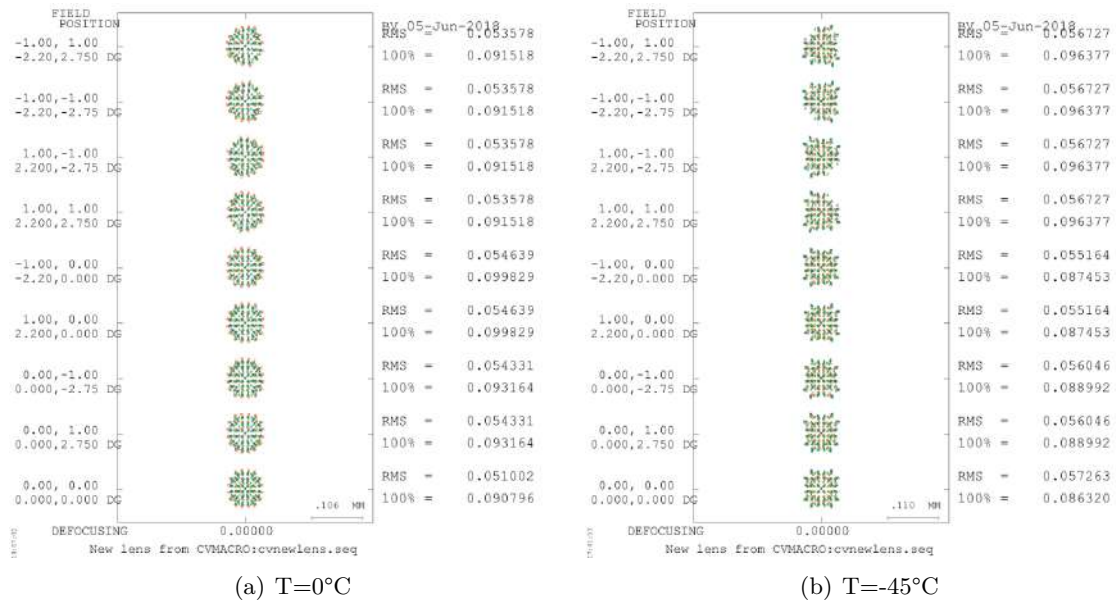 FIELD
POSITION
RV 05-Jun-2018
-1.00, 1.00
-2.20,2.750 DG
RMS = 0.053578
100% = 0.091518
-1.00,-1.00
-2.20,-2.75 DG
RMS = 0.053578
100% = 0.091518
1.00,-1.00
2.200,-2.75 DG
RMS = 0.053578
100% = 0.091518
1.00, 1.00
2.200,2.750 DG
RMS = 0.053578
100% = 0.091518
-1.00, 0.00
-2.20,0.000 DG
RMS = 0.054639
100% = 0.099829
1.00, 0.00
2.200,0.000 DG
RMS = 0.054639
100% = 0.099829
0.00,-1.00
0.000,-2.75 DG
RMS = 0.054331
100% = 0.093164
0.00, 1.00
0.000,2.750 DG
RMS = 0.054331
100% = 0.093164
0.00, 0.00
0.000,0.000 DG
RMS = 0.051002
100% = 0.090796
.106 MM
DEFOCUSING 0.00000
New lens from CVMACRO:cvnewlens.seq
(a) T=0°C
FIELD
POSITION
RV 05-Jun-2018
-1.00, 1.00
-2.20,2.750 DG
RMS = 0.056727
100% = 0.096377
-1.00,-1.00
-2.20,-2.75 DG
RMS = 0.056727
100% = 0.096377
1.00,-1.00
2.200,-2.75 DG
RMS = 0.056727
100% = 0.096377
1.00, 1.00
2.200,2.750 DG
RMS = 0.056727
100% = 0.096377
-1.00, 0.00
-2.20,0.000 DG
RMS = 0.055164
100% = 0.087453
1.00, 0.00
2.200,0.000 DG
RMS = 0.055164
100% = 0.087453
0.00,-1.00
0.000,-2.75 DG
RMS = 0.056046
100% = 0.088992
0.00, 1.00
0.000,2.750 DG
RMS = 0.056046
100% = 0.088992
0.00, 0.00
0.000,0.000 DG
RMS = 0.057263
100% = 0.086320
.110 MM
DEFOCUSING 0.00000
New lens from CVMACRO:cvnewlens.seq
(b) T=-45°C